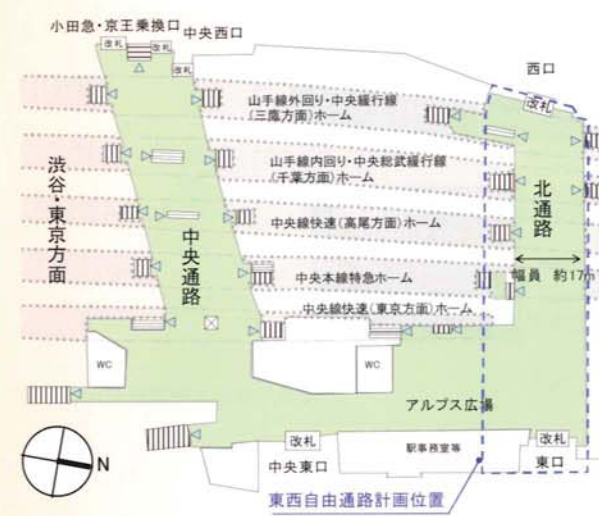 小田急・京王乗換口
中央西口
改札
改札
改札
西口
改札
山手線外回り・中央緩行線
(三鷹方面)ホーム
山手線内回り・中央総武緩行線
(千葉方面)ホーム
中央線快速(高尾方面)ホーム
中央本線特急ホーム
中央線快速(東京方面)ホーム
渋谷・東京方面
中央通路
北通路
幅員 約17m
WC
WC
アルプス広場
改札
中央東口
駅事務室等
改札
東口
N
東西自由通路計画位置